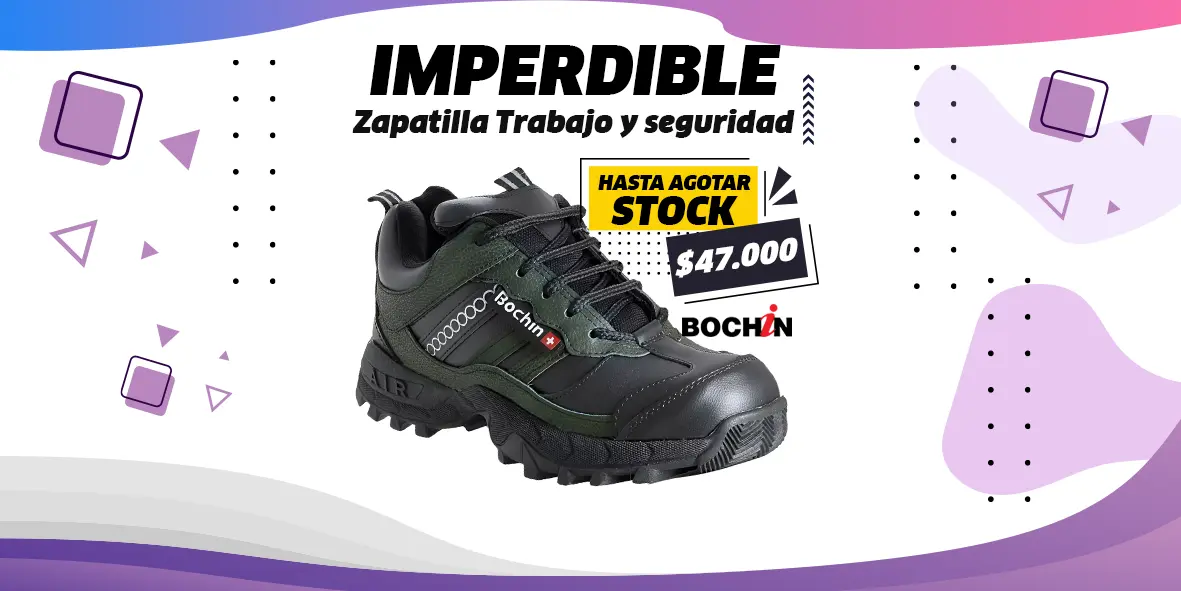 IMPERDIBLE
Zapatilla Trabajo y seguridad
HASTA AGOTAR
STOCK
$47.000
BOCHiN
Bochin
AIR